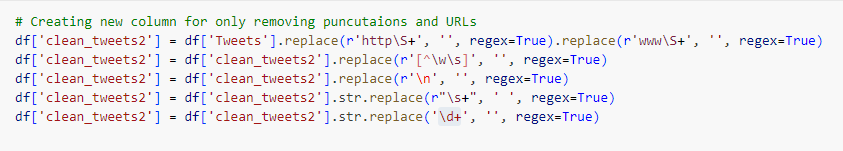 # Creating new column for only removing puncutaions and URLs
df['clean_tweets2'] = df['Tweets'].replace(r'http\S+', '', regex=True).replace(r'www\S+', '', regex=True)
df['clean_tweets2'] = df['clean_tweets2'].replace(r'[^\w\s]', '', regex=True)
df['clean_tweets2'] = df['clean_tweets2'].replace(r'\n', '', regex=True)
df['clean_tweets2'] = df['clean_tweets2'].str.replace(r"\s+", ' ', regex=True)
df['clean_tweets2'] = df['clean_tweets2'].str.replace('\d+', '', regex=True)